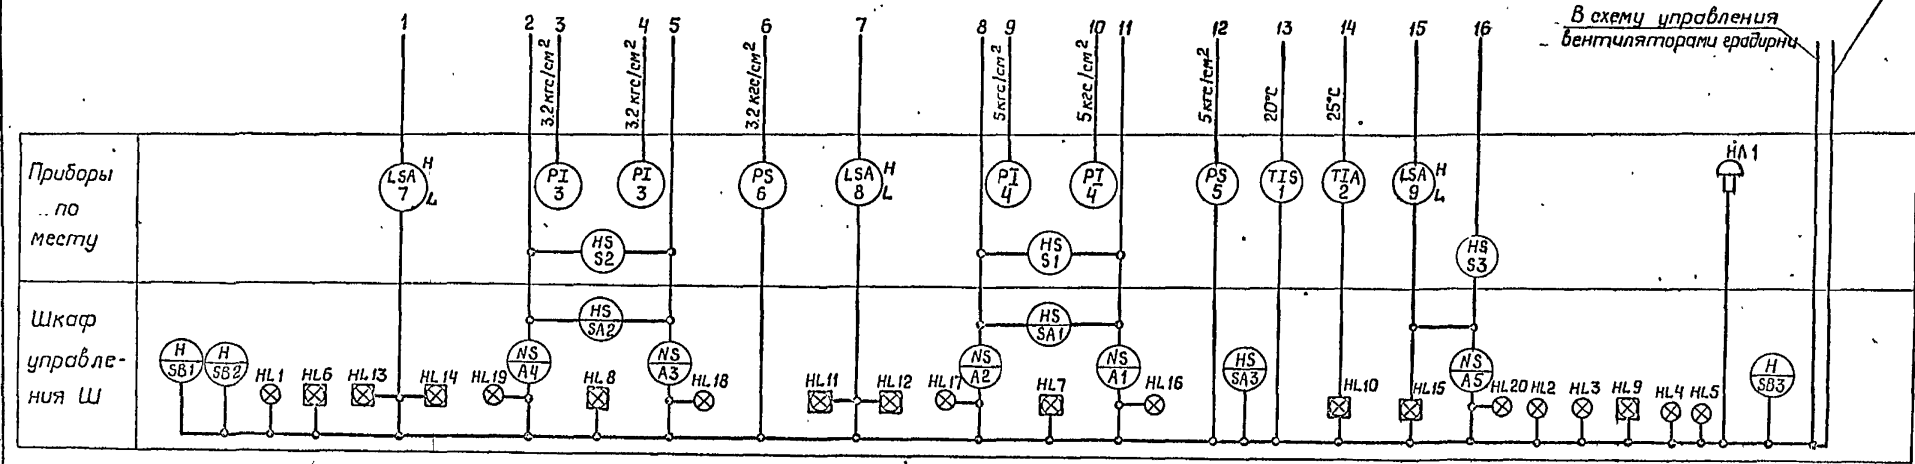 1 2 3 4 5 6 7 8 9 10 11 12 13 14 15 16
В схему управления
вентиляторами градирни
3.2 кгс/см²
3.2 кгс/см²
3.2 кгс/см²
5 кгс/см²
5 кгс/см²
5 кгс/см²
20°C
25°C
Приборы
по
месту
LSA
7
H
L
PI
3
PI
3
PS
6
LSA
8
H
L
PI
4
PI
4
PS
5
TIS
1
TIA
2
LSA
9
H
L
НЛ1
HS
S2
HS
S1
HS
S3
Шкаф
управле-
ния Ш
HS
SA2
HS
SA1
H
SB1
H
SB2
HL1
HL6
HL13
HL14
HL19
NS
A4
HL8
NS
A3
HL18
HL11
HL12
HL17
NS
A2
HL7
NS
A1
HL16
HS
SA3
HL10
HL15
NS
A5
HL20
HL2
HL3
HL9
HL4
HL5
H
SB3